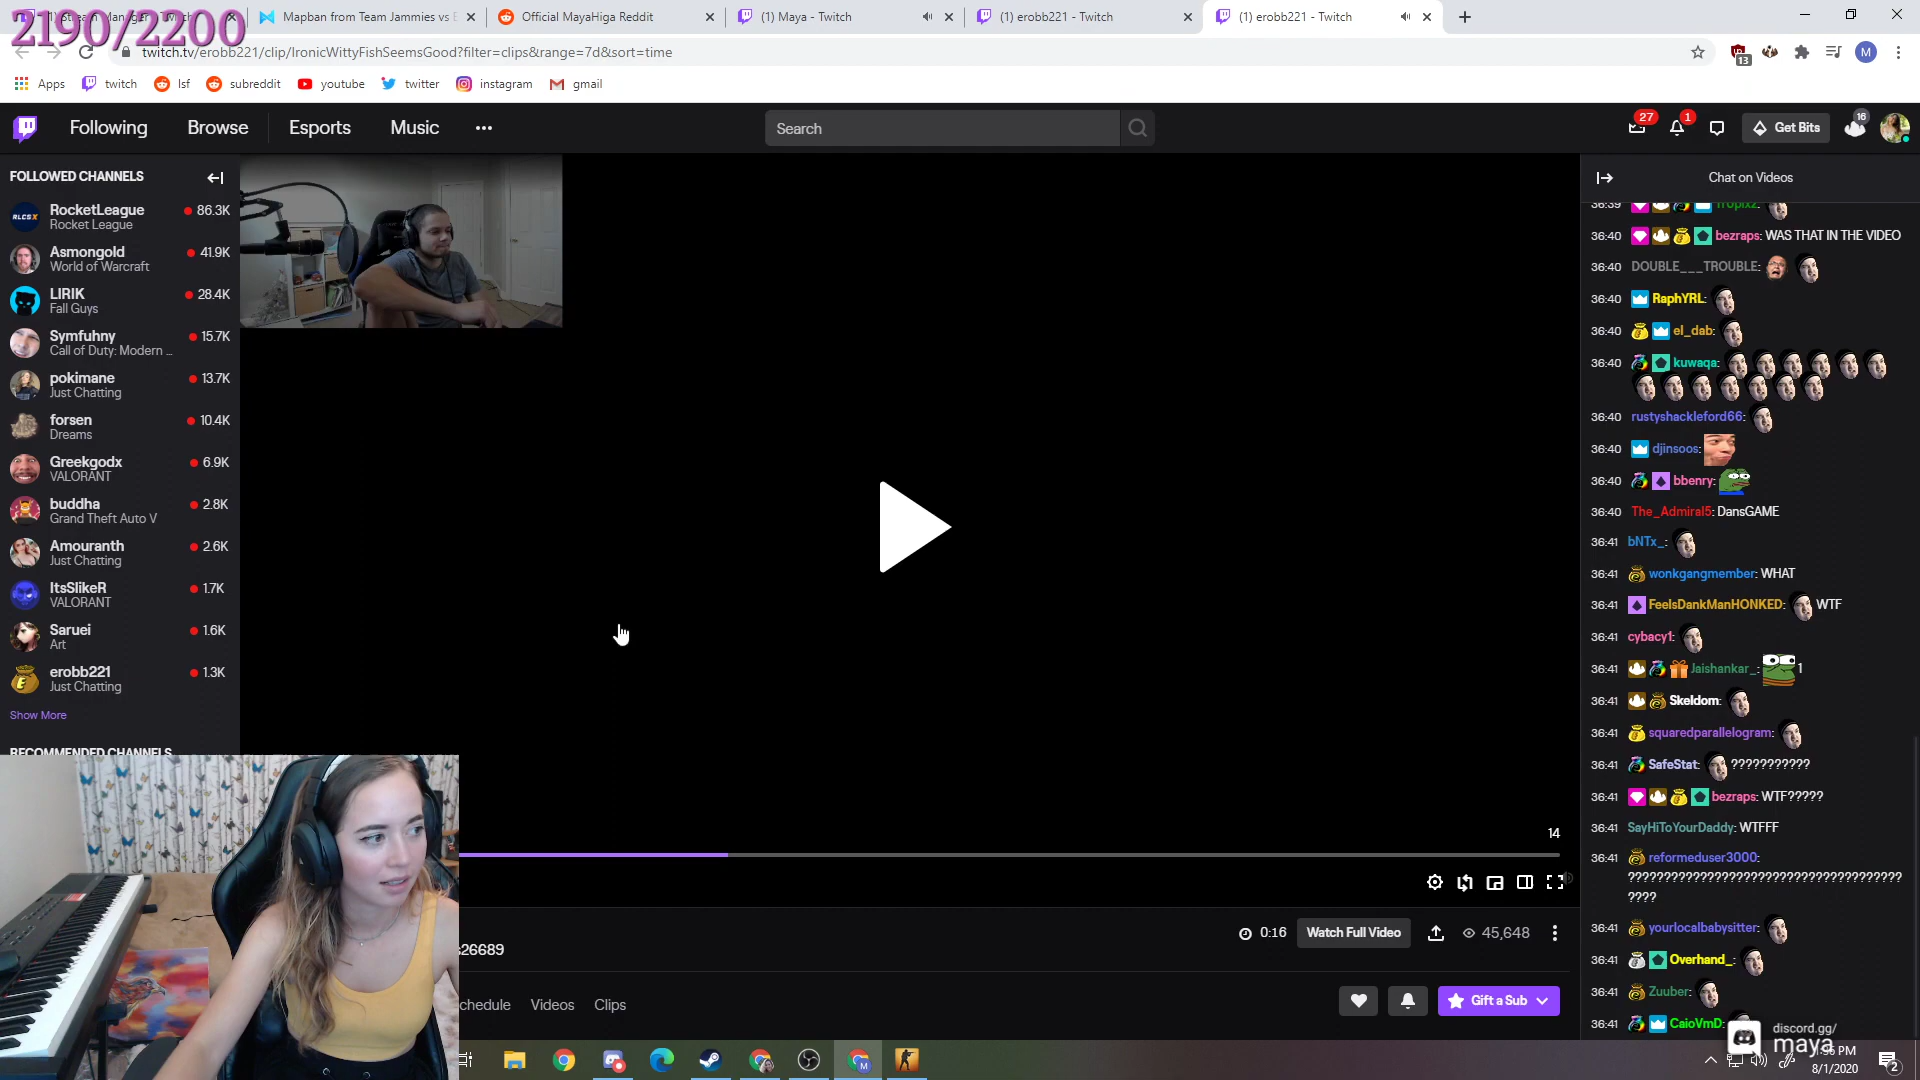 2190/2200
Mapban from Team Jammies vs
Official MayaHiga Reddit
(1) Maya - Twitch
(1) erobb221 - Twitch
(1) erobb221 - Twitch
twitch.tv/erobb221/clip/IronicWittyFishSeemsGood?filter=clips&range=7d&sort=time
13
M
Apps
twitch
lsf
subreddit
youtube
twitter
instagram
gmail
Following
Browse
Esports
Music
Search
27
1
Get Bits
16
FOLLOWED CHANNELS
RLCS X
RocketLeague
86.3K
Rocket League
Asmongold
41.9K
World of Warcraft
LIRIK
28.4K
Fall Guys
Symfuhny
15.7K
Call of Duty: Modern ...
pokimane
13.7K
Just Chatting
forsen
10.4K
Dreams
Greekgodx
6.9K
VALORANT
buddha
2.8K
Grand Theft Auto V
Amouranth
2.6K
Just Chatting
ItsSlikeR
1.7K
VALORANT
Saruei
1.6K
Art
erobb221
1.3K
Just Chatting
Show More
RECOMMENDED CHANNELS
14
26689
0:16
Watch Full Video
45,648
chedule
Videos
Clips
Gift a Sub
Chat on Videos
36:39 Tropixz:
36:40 bezraps: WAS THAT IN THE VIDEO
36:40 DOUBLE___TROUBLE:
36:40 RaphYRL:
36:40 el_dab:
36:40 kuwaqa:
36:40 rustyshackleford66:
36:40 djinsoos:
36:40 bbenry:
36:40 The_Admiral5: DansGAME
36:41 bNTx_:
36:41 wonkgangmember: WHAT
36:41 FeelsDankManHONKED: WTF
36:41 cybacy1:
36:41 Jaishankar_: 1
36:41 Skeldom:
36:41 squaredparallelogram:
36:41 SafeStat: ???????????
36:41 bezraps: WTF?????
36:41 SayHiToYourDaddy: WTFFF
36:41 reformeduser3000:
??????????????????????????????????????
????
36:41 yourlocalbabysitter:
36:41 Overhand_:
36:41 Zuuber:
36:41 CaioVmD:
discord.gg/
maya
PM
8/1/2020
2